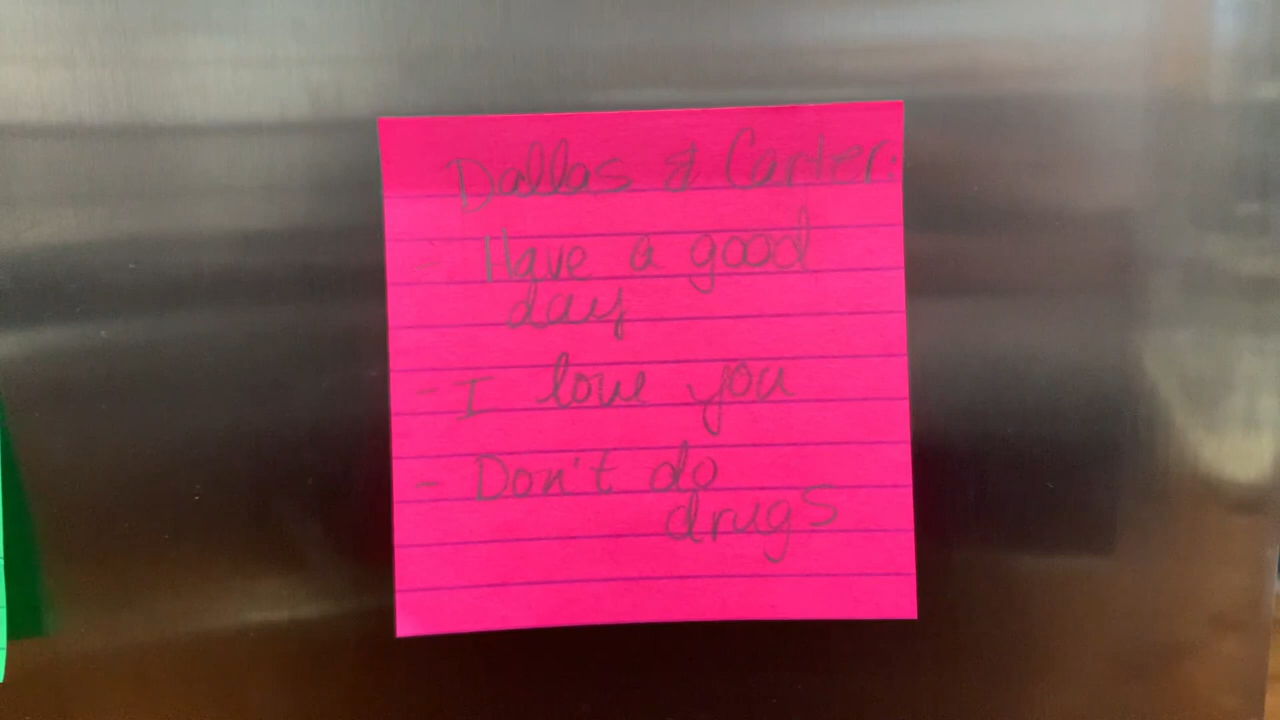 Dallas & Carter:
- Have a good
day
- I love you
- Don't do
drugs